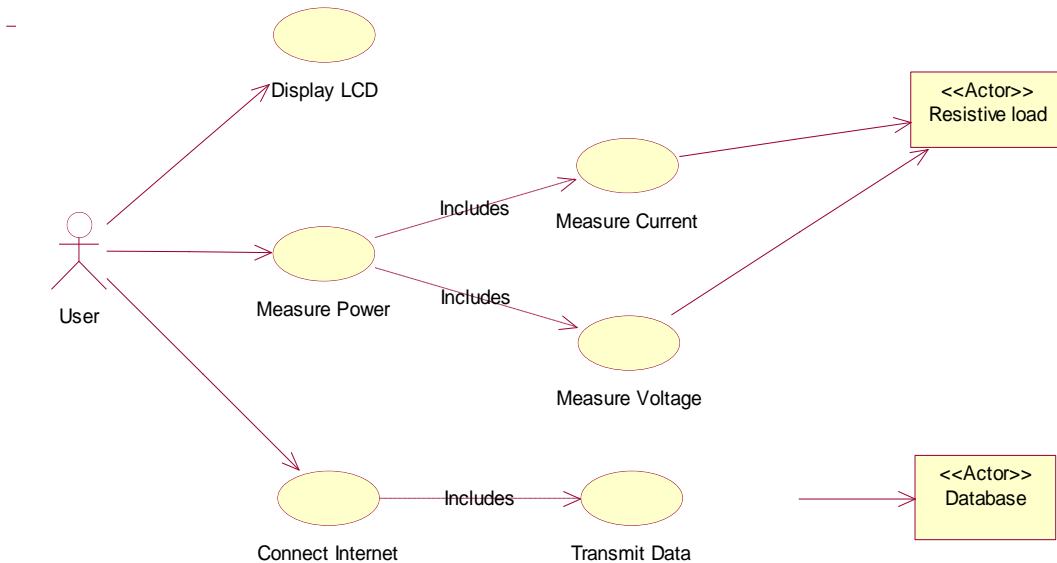 Display LCD
<<Actor>>
Resistive load
Includes
Measure Current
User
Measure Power
Includes
Measure Voltage
<<Actor>>
Database
Includes
Connect Internet
Transmit Data